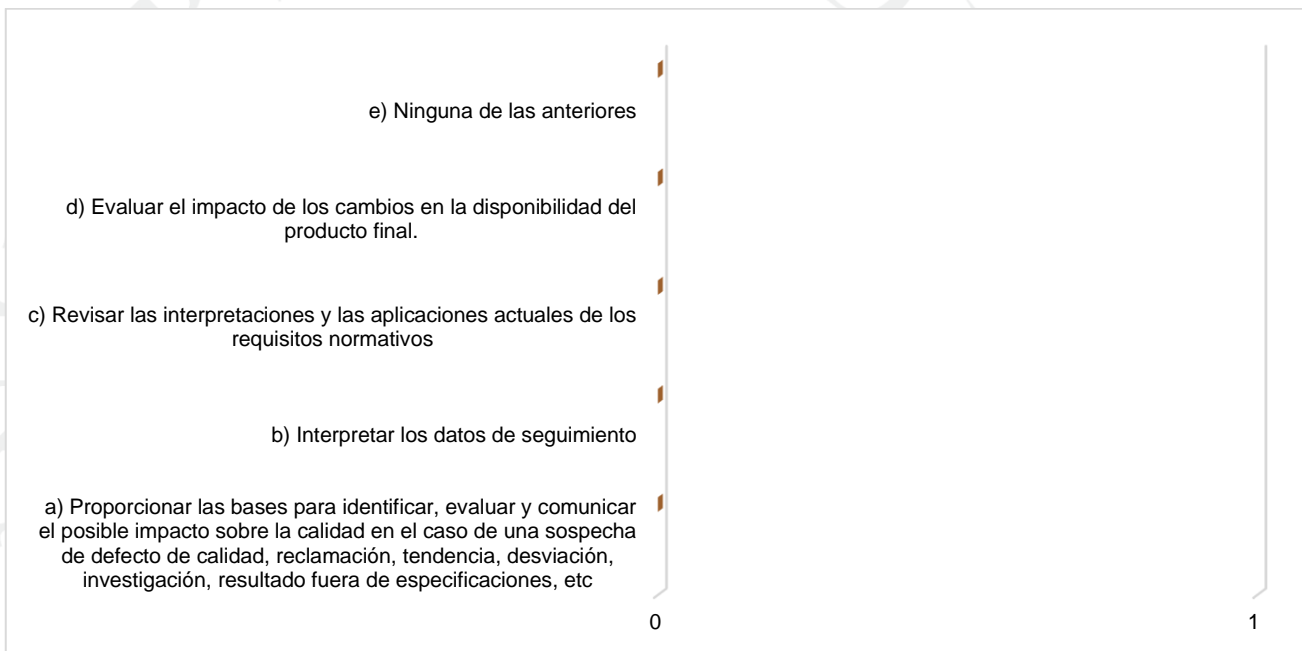 e) Ninguna de las anteriores
d) Evaluar el impacto de los cambios en la disponibilidad del
producto final.
c) Revisar las interpretaciones y las aplicaciones actuales de los
requisitos normativos
b) Interpretar los datos de seguimiento
a) Proporcionar las bases para identificar, evaluar y comunicar
el posible impacto sobre la calidad en el caso de una sospecha
de defecto de calidad, reclamación, tendencia, desviación,
investigación, resultado fuera de especificaciones, etc
0
1